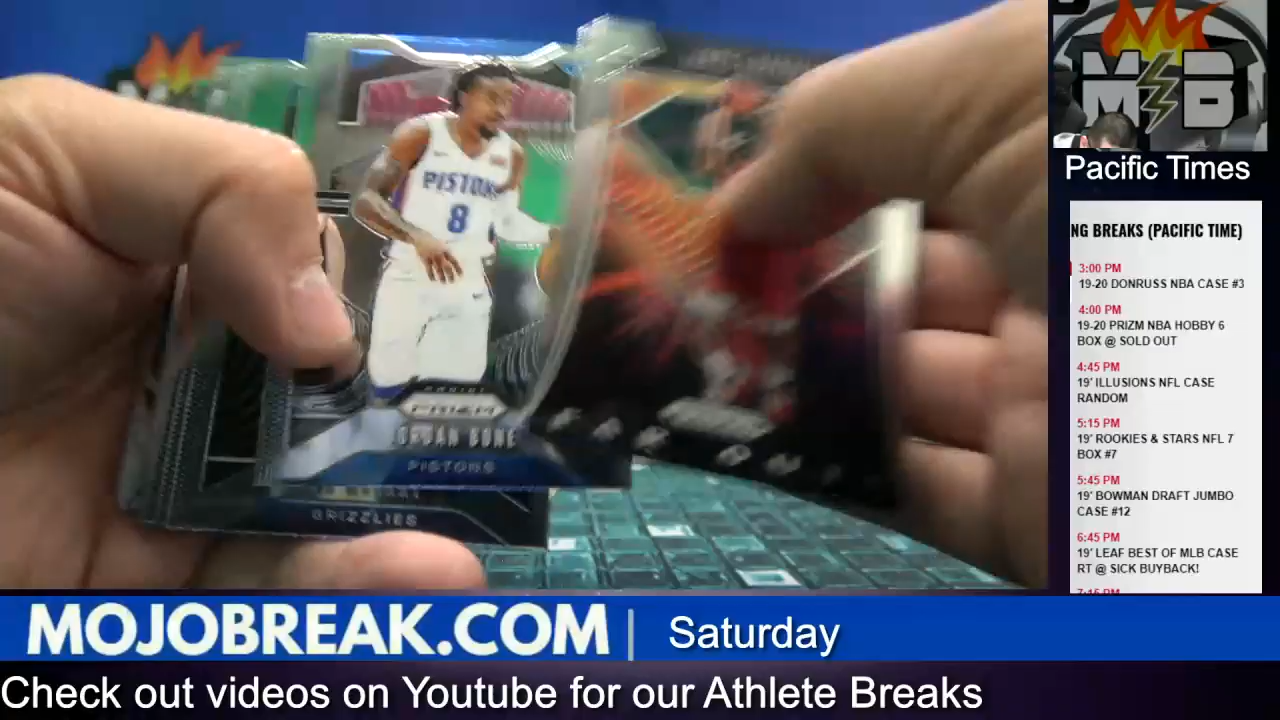 PISTONS
8
PANINI
PRIZM
JORDAN BONE
PISTONS
GRIZZLIES
MB
Pacific Times
NG BREAKS (PACIFIC TIME)
3:00 PM
19-20 DONRUSS NBA CASE #3
4:00 PM
19-20 PRIZM NBA HOBBY 6
BOX @ SOLD OUT
4:45 PM
19' ILLUSIONS NFL CASE
RANDOM
5:15 PM
19' ROOKIES & STARS NFL 7
BOX #7
5:45 PM
19' BOWMAN DRAFT JUMBO
CASE #12
6:45 PM
19' LEAF BEST OF MLB CASE
RT @ SICK BUYBACK!
MOJOBREAK.COM | Saturday
Check out videos on Youtube for our Athlete Breaks